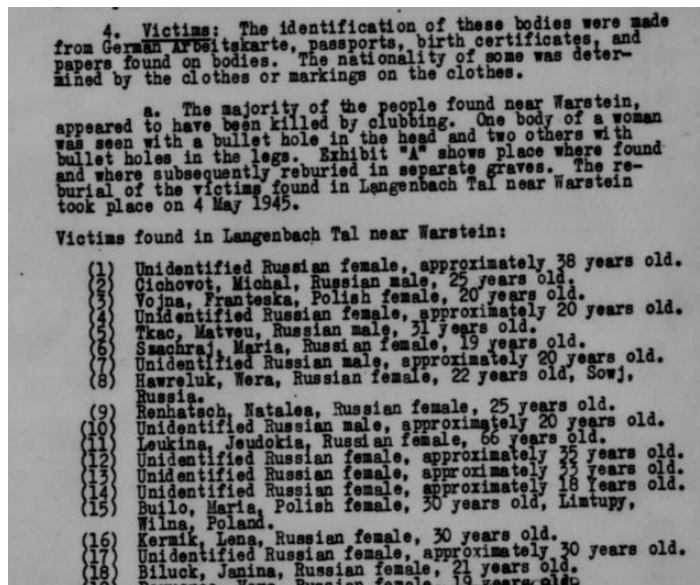 4. Victims: The identification of these bodies were made
from German Arbeitskarte, passports, birth certificates, and
papers found on bodies. The nationality of some was deter-
mined by the clothes or markings on the clothes.
a. The majority of the people found near Warstein,
appeared to have been killed by clubbing. One body of a woman
was seen with a bullet hole in the head and two others with
bullet holes in the legs. Exhibit "A" shows place where found
and where subsequently reburied in separate graves. The re-
burial of the victims found in Langenbach Tal near Warstein
took place on 4 May 1945.
Victims found in Langenbach Tal near Warstein:
(1) Unidentified Russian female, approximately 38 years old.
(2) Cichovot, Michal, Russian male, 25 years old.
(3) Vojna, Franteska, Polish female, 20 years old.
(4) Unidentified Russian female, approximately 20 years old.
(5) Tkac, Matveu, Russian male, 31 years old.
(6) Smachraj, Maria, Russian female, 19 years old.
(7) Unidentified Russian male, approximately 20 years old.
(8) Hawreluk, Wera, Russian female, 22 years old, Sowj,
Russia.
(9) Renhatsch, Natalea, Russian female, 25 years old.
(10) Unidentified Russian male, approximately 20 years old.
(11) Leukina, Jeudokia, Russian female, 66 years old.
(12) Unidentified Russian female, approximately 35 years old.
(13) Unidentified Russian female, approximately 33 years old.
(14) Unidentified Russian female, approximately 18 Years old.
(15) Builo, Maria, Polish female, 30 years old, Limtupy,
Wilna, Poland.
(16) Kermik, Lena, Russian female, 30 years old.
(17) Unidentified Russian female, approximately 30 years old.
(18) Biluck, Janina, Russian female, 21 years old.
Russian female, 19 years old